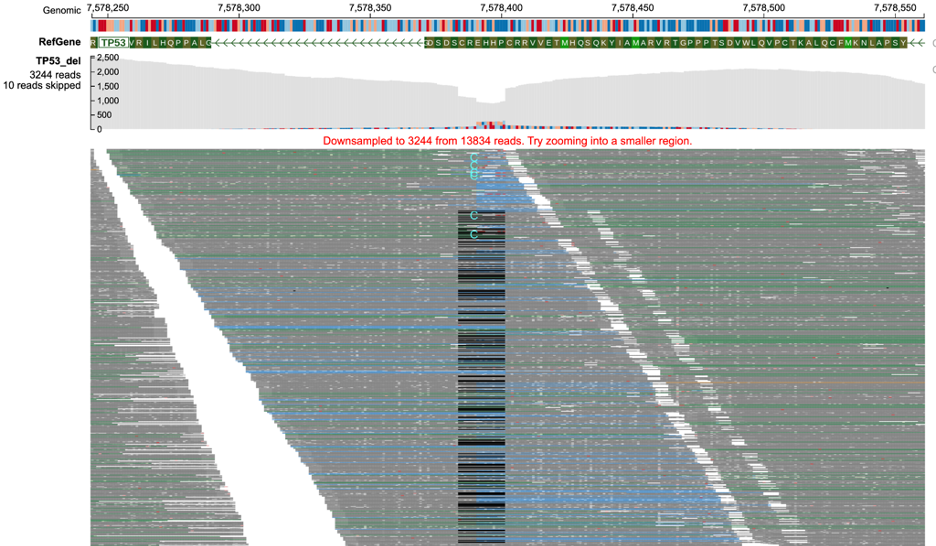 7,578,250 7,578,300 7,578,350 7,578,400 7,578,450 7,578,500 7,578,550
Genomic
RefGene R TP53 V R I L H Q P P A L G D S D S C R E H H P C R R V V E T M H Q S Q K Y I A M A R V R T G P P P T S D V W L Q V P C T K A L Q C F M K N L A P S Y
TP53_del
3244 reads
10 reads skipped
2,500
2,000
1,500
1,000
500
0
Downsampled to 3244 from 13834 reads. Try zooming into a smaller region.
C
C
C
C
C